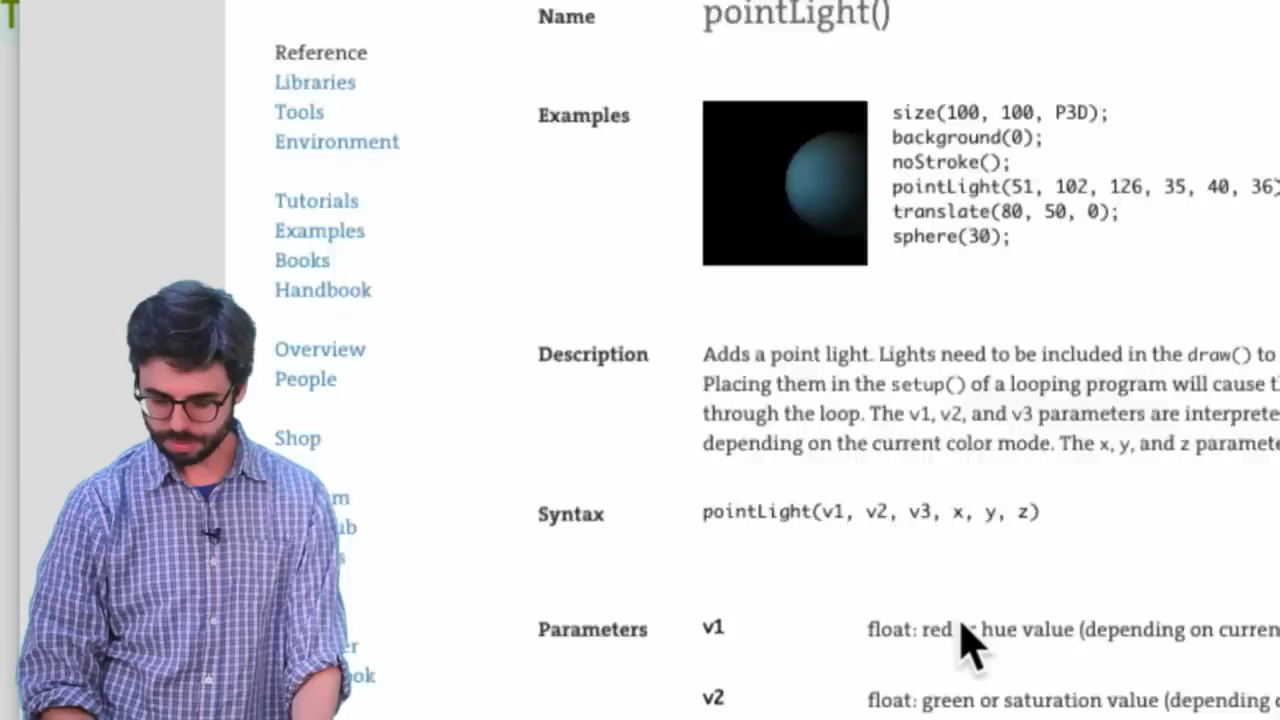 T
Name
pointLight()
Reference
Libraries
Tools
Environment
Tutorials
Examples
Books
Handbook
Overview
People
Shop
Examples
size(100, 100, P3D);
background(0);
noStroke();
pointLight(51, 102, 126, 35, 40, 36)
translate(80, 50, 0);
sphere(30);
Description
Adds a point light. Lights need to be included in the draw() to
Placing them in the setup() of a looping program will cause
through the loop. The v1, v2, and v3 parameters are
depending on the current color mode. The x, y, and z
Syntax
pointLight(v1, v2, v3, x, y, z)
Parameters
v1
float: red hue value (depending on
v2
float: green or saturation value (depending